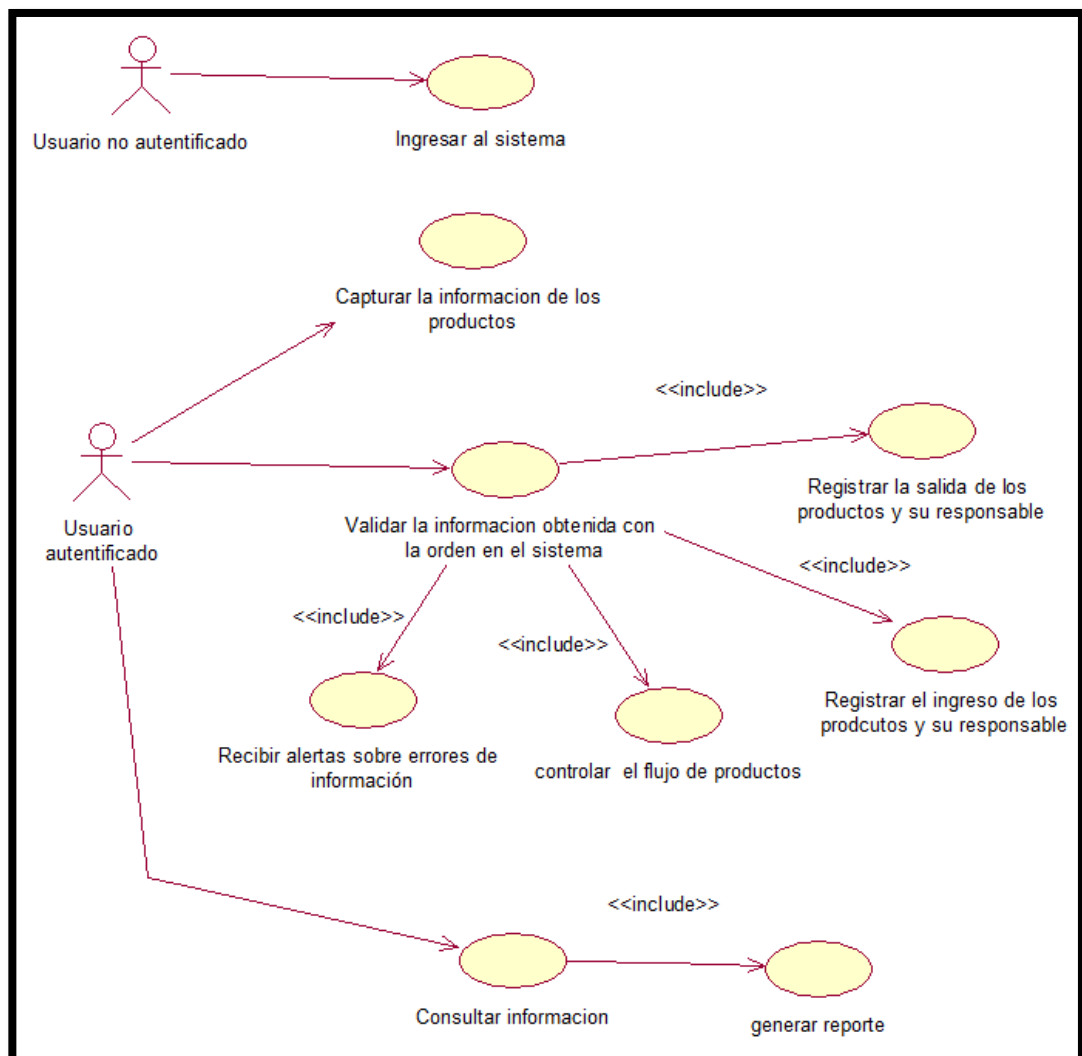 Usuario no autentificado
Ingresar al sistema
Capturar la informacion de los
productos
<<include>>
Registrar la salida de los
productos y su responsable
Usuario
autentificado
Validar la informacion obtenida con
la orden en el sistema
<<include>>
<<include>>
<<include>>
Registrar el ingreso de los
prodcutos y su responsable
Recibir alertas sobre errores de
información
controlar el flujo de productos
<<include>>
Consultar informacion
generar reporte